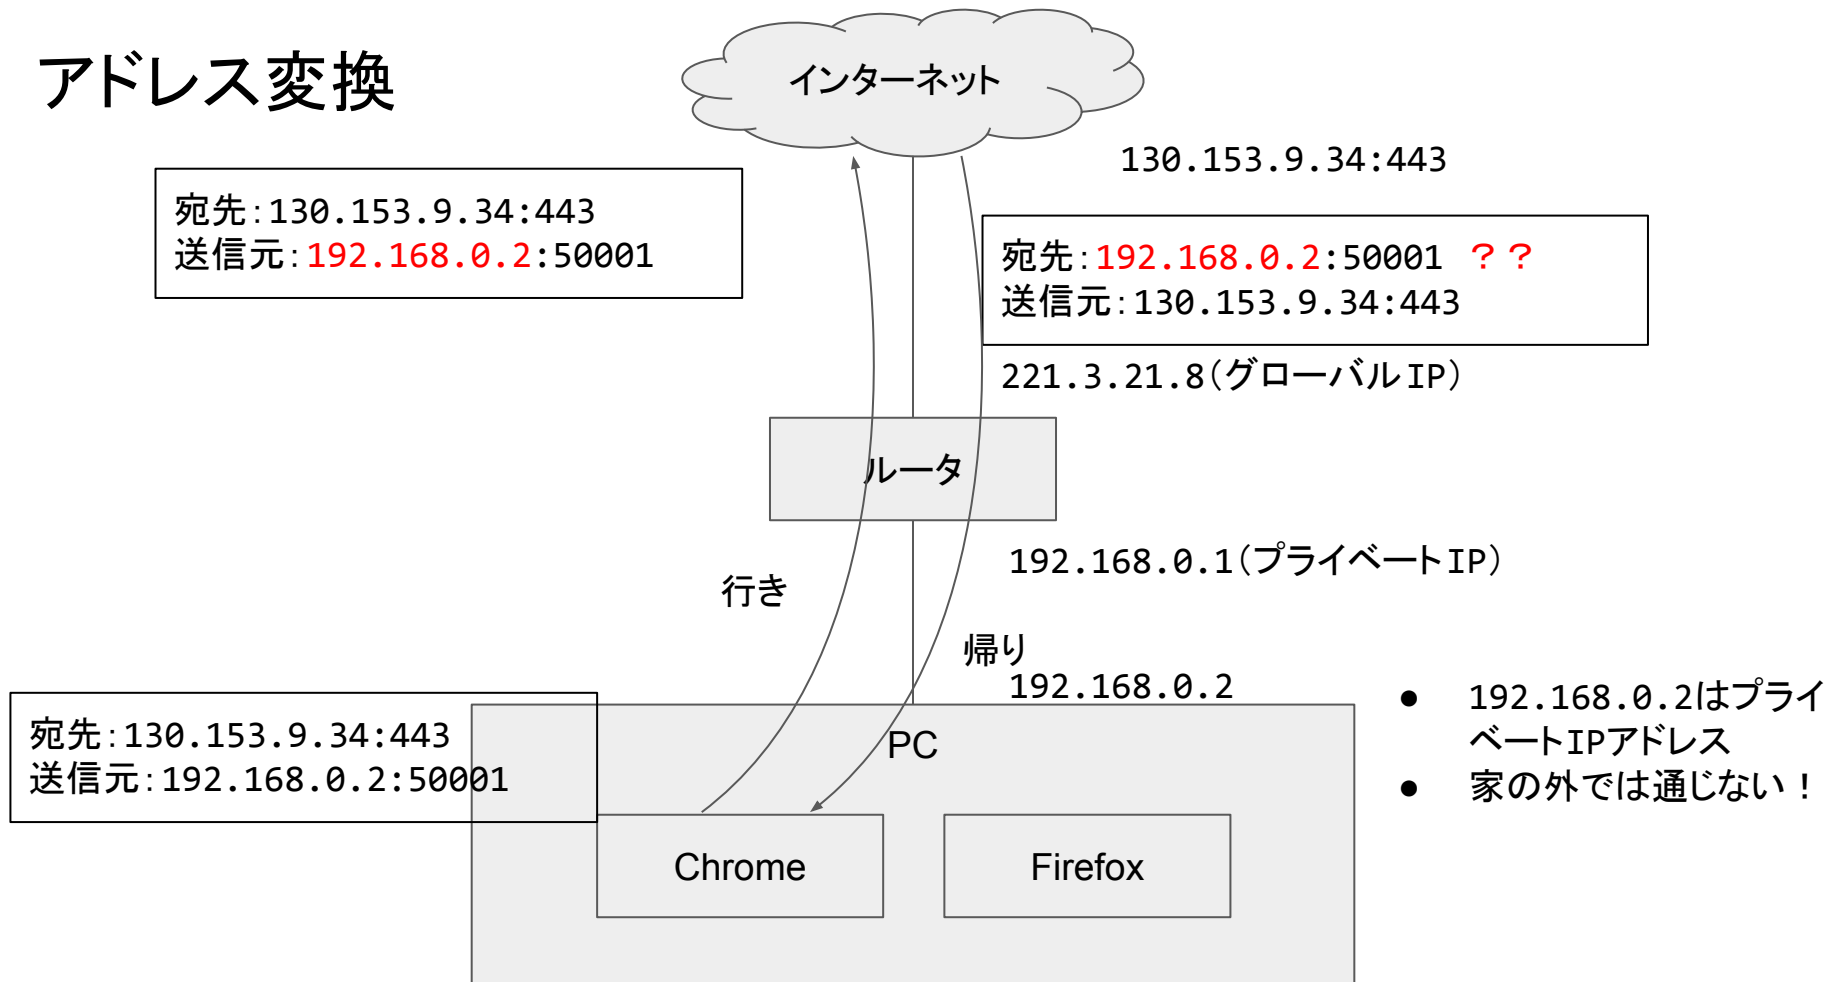 アドレス変換
インターネット
130.153.9.34:443
宛先：130.153.9.34:443
送信元：192.168.0.2:50001
宛先：192.168.0.2:50001 ？？
送信元：130.153.9.34:443
221.3.21.8（グローバルIP）
ルータ
192.168.0.1（プライベートIP）
行き
帰り
192.168.0.2
宛先：130.153.9.34:443
送信元：192.168.0.2:50001
PC
Chrome
Firefox
● 192.168.0.2はプライ
ベートIPアドレス
● 家の外では通じない！